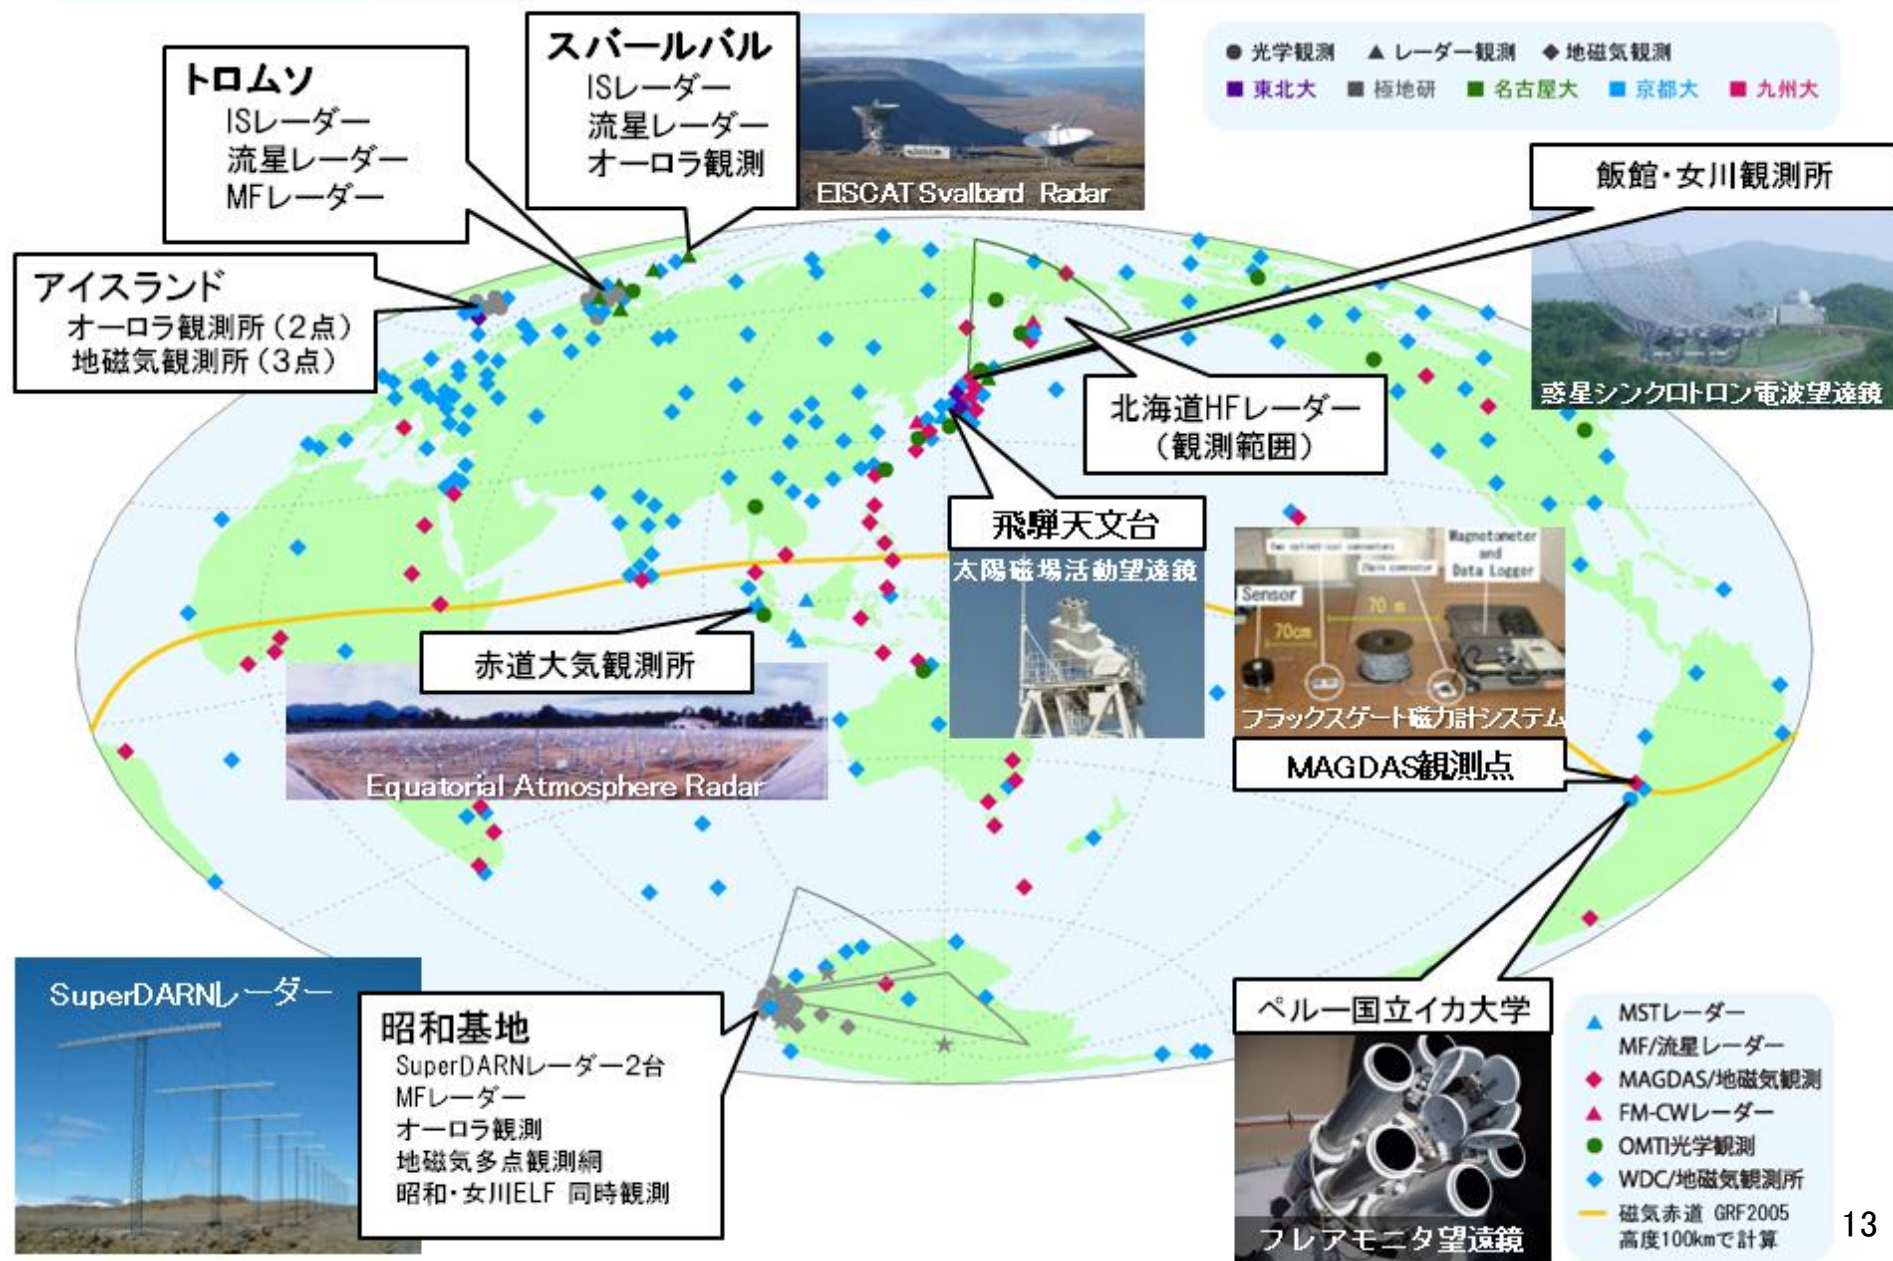 スバールバル
ISレーダー
流星レーダー
オーロラ観測
EISCAT Svalbard Radar
トロムソ
ISレーダー
流星レーダー
MFレーダー
アイスランド
オーロラ観測所（2点）
地磁気観測所（3点）
● 光学観測 ▲ レーダー観測 ◆ 地磁気観測
■ 東北大 ■ 極地研 ■ 名古屋大 ■ 京都大 ■ 九州大
飯館・女川観測所
惑星シンクロトロン電波望遠鏡
北海道HFレーダー
（観測範囲）
飛騨天文台
太陽磁場活動望遠鏡
赤道大気観測所
Equatorial Atmosphere Radar
Two cylindrical connectors
25pin connector
Magnetometer
and
Data Logger
Sensor
70 m
70cm
フラックスゲート磁力計システム
MAGDAS観測点
SuperDARNレーダー
昭和基地
SuperDARNレーダー2台
MFレーダー
オーロラ観測
地磁気多点観測網
昭和・女川ELF 同時観測
ペルー国立イカ大学
フレアモニタ望遠鏡
MSTレーダー
MF/流星レーダー
MAGDAS/地磁気観測
FM-CWレーダー
OMTI光学観測
WDC/地磁気観測所
磁気赤道 GRF2005
高度100kmで計算
13